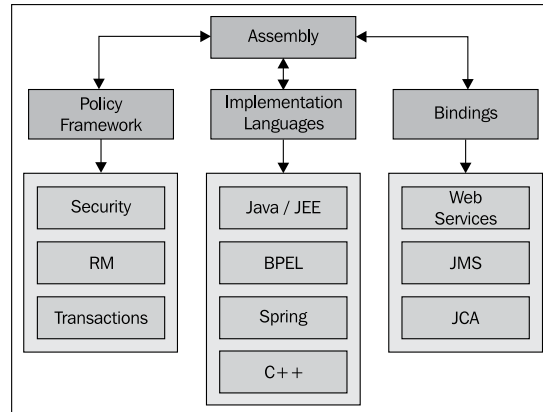 Assembly
Policy
Framework
Implementation
Languages
Bindings
Security
RM
Transactions
Java / JEE
BPEL
Spring
C++
Web
Services
JMS
JCA